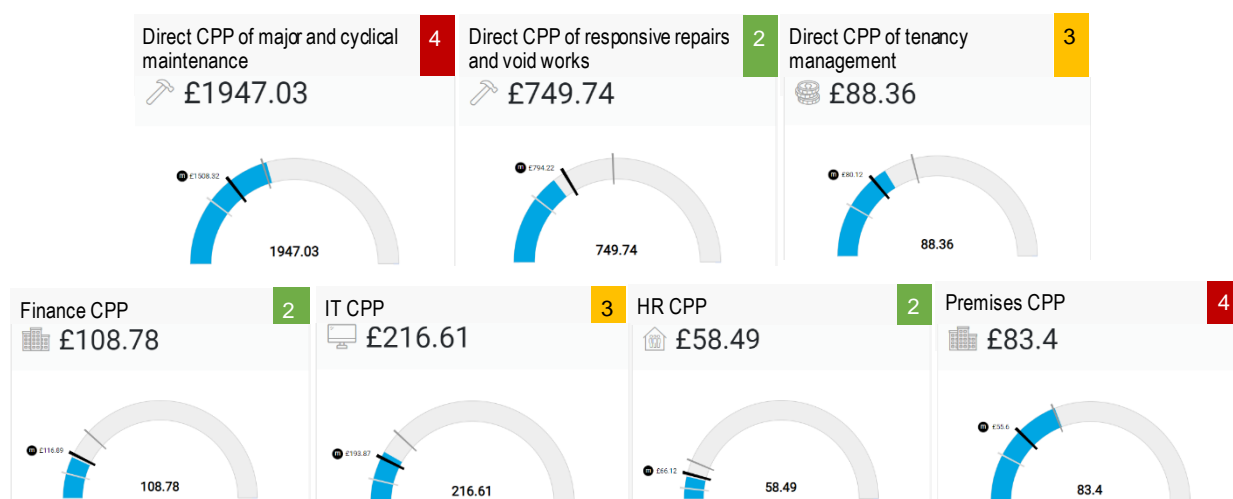 Direct CPP of major and cyclical
maintenance
4
£1947.03
m £1508.32
1947.03
Direct CPP of responsive repairs
and void works
2
£749.74
m £794.22
749.74
Direct CPP of tenancy
management
3
£88.36
m £80.12
88.36
Finance CPP
2
£108.78
m £116.89
108.78
IT CPP
3
£216.61
m £193.87
216.61
HR CPP
2
£58.49
m £66.12
58.49
Premises CPP
4
£83.4
m £55.6
83.4